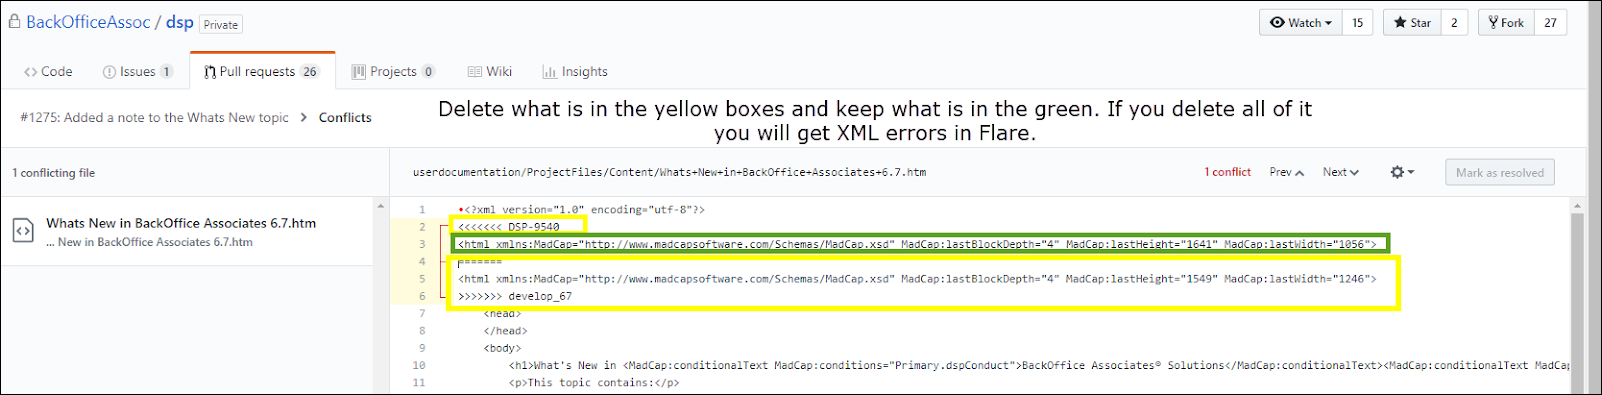 BackOfficeAssoc / dsp Private
Watch 15 Star 2 Fork 27
Code Issues 1 Pull requests 26 Projects 0 Wiki Insights
#1275: Added a note to the Whats New topic > Conflicts
Delete what is in the yellow boxes and keep what is in the green. If you delete all of it
you will get XML errors in Flare.
1 conflicting file
userdocumentation/ProjectFiles/Content/Whats+New+in+BackOffice+Associates+6.7.htm
1 conflict Prev Next Mark as resolved
Whats New in BackOffice Associates 6.7.htm
... New in BackOffice Associates 6.7.htm
1 <?xml version="1.0" encoding="utf-8"?>
2 <<<<<<< DSP-9540
3 <html xmlns:MadCap="http://www.madcapsoftware.com/Schemas/MadCap.xsd" MadCap:lastBlockDepth="4" MadCap:lastHeight="1641" MadCap:lastWidth="1056">
4 =======
5 <html xmlns:MadCap="http://www.madcapsoftware.com/Schemas/MadCap.xsd" MadCap:lastBlockDepth="4" MadCap:lastHeight="1549" MadCap:lastWidth="1246">
6 >>>>>>> develop_67
7 <head>
8 </head>
9 <body>
10 <h1>What's New in <MadCap:conditionalText MadCap:conditions="Primary.dspConduct">BackOffice Associates® Solutions</MadCap:conditionalText><MadCap:conditionalText MadCap
11 <p>This topic contains:</p>